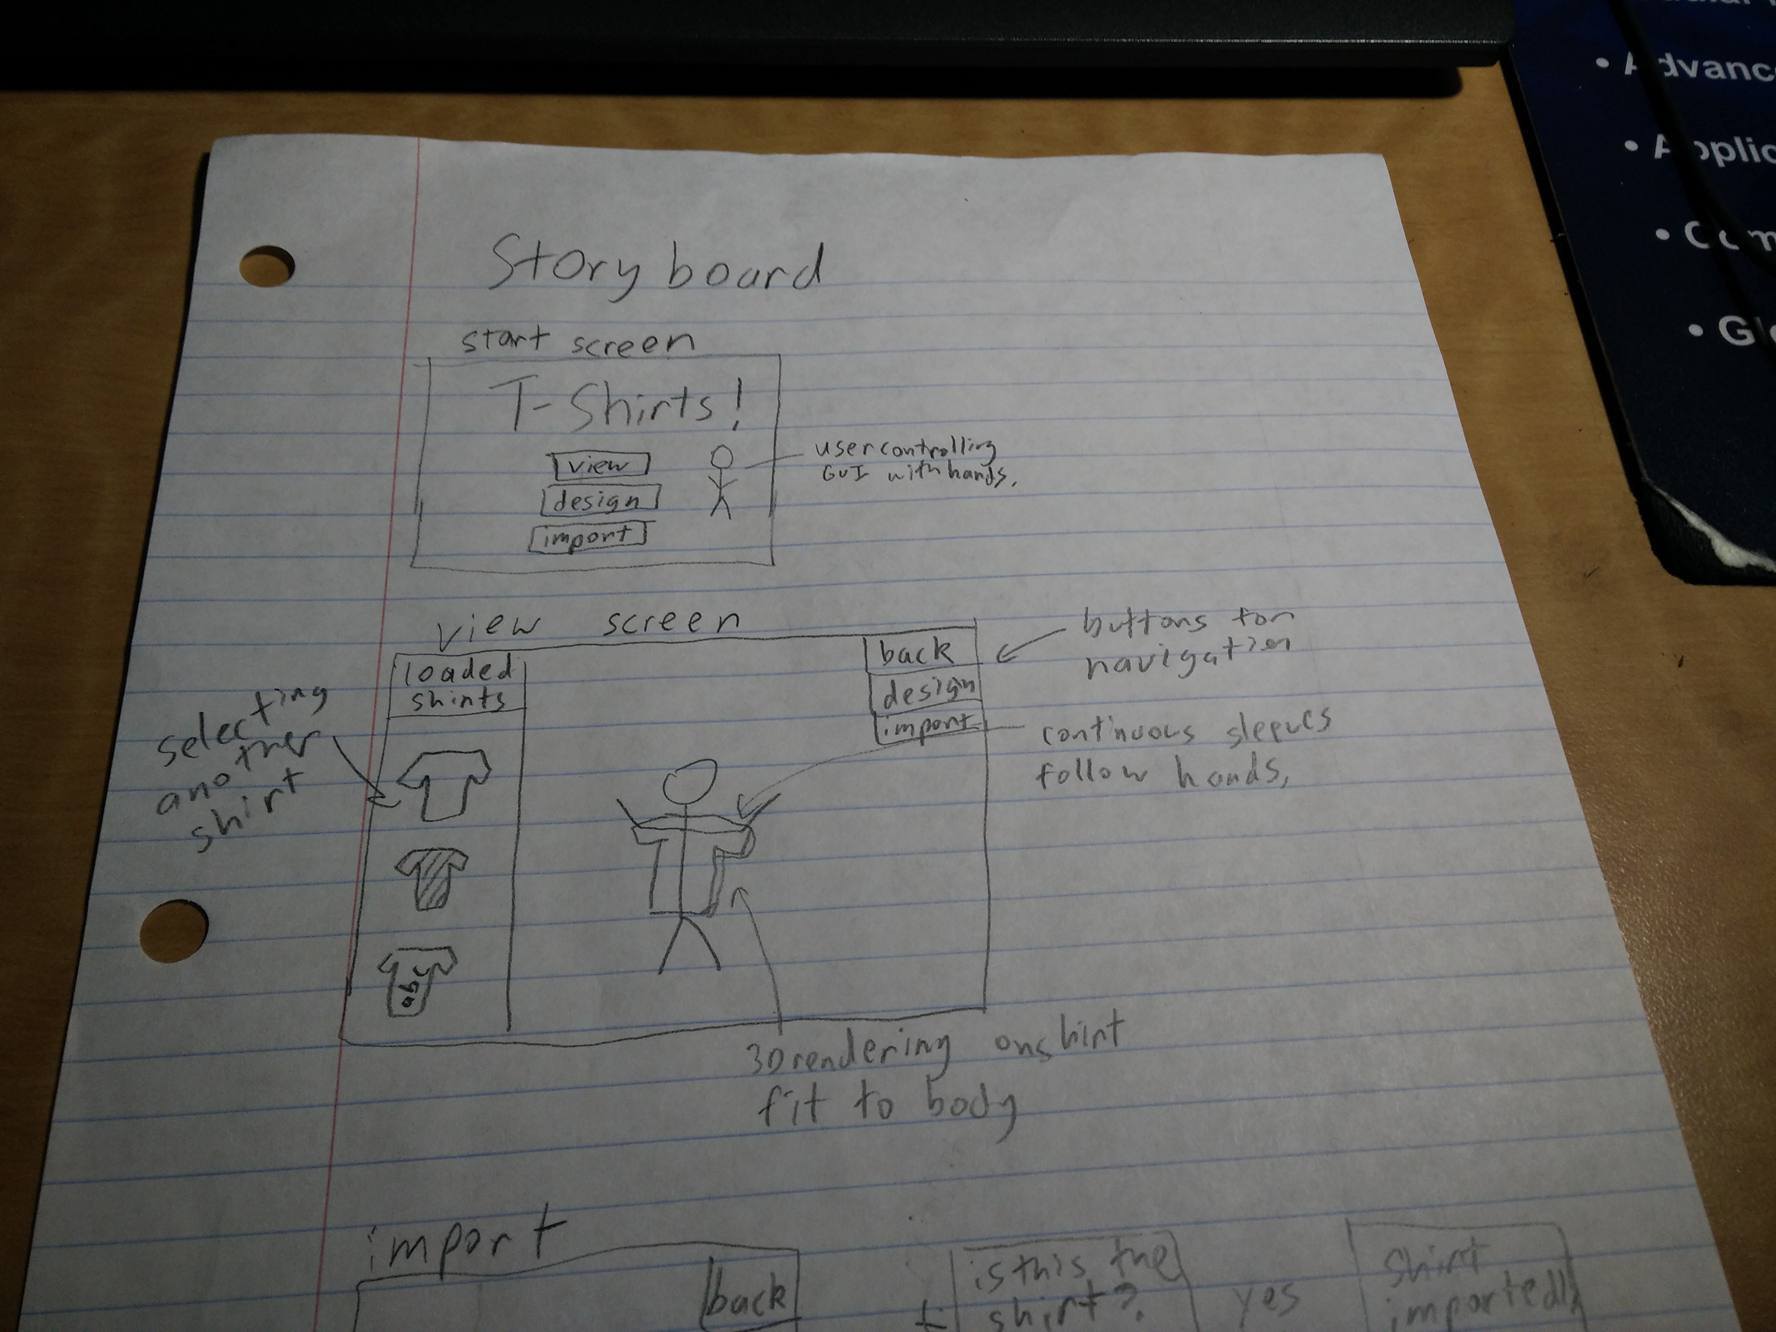 Story board
start screen
T-Shirts!
view
design
import
user controlling
GUI with hands.
view screen
loaded
shirts
back
design
import
buttons for
navigation
selecting
another
shirt
continuous sleeves
follow hands.
abc
3D rendering on shirt
fit to body
import
back
is this the
shirt?
yes
shirt
imported!
• Advanc
• Applic
• Com